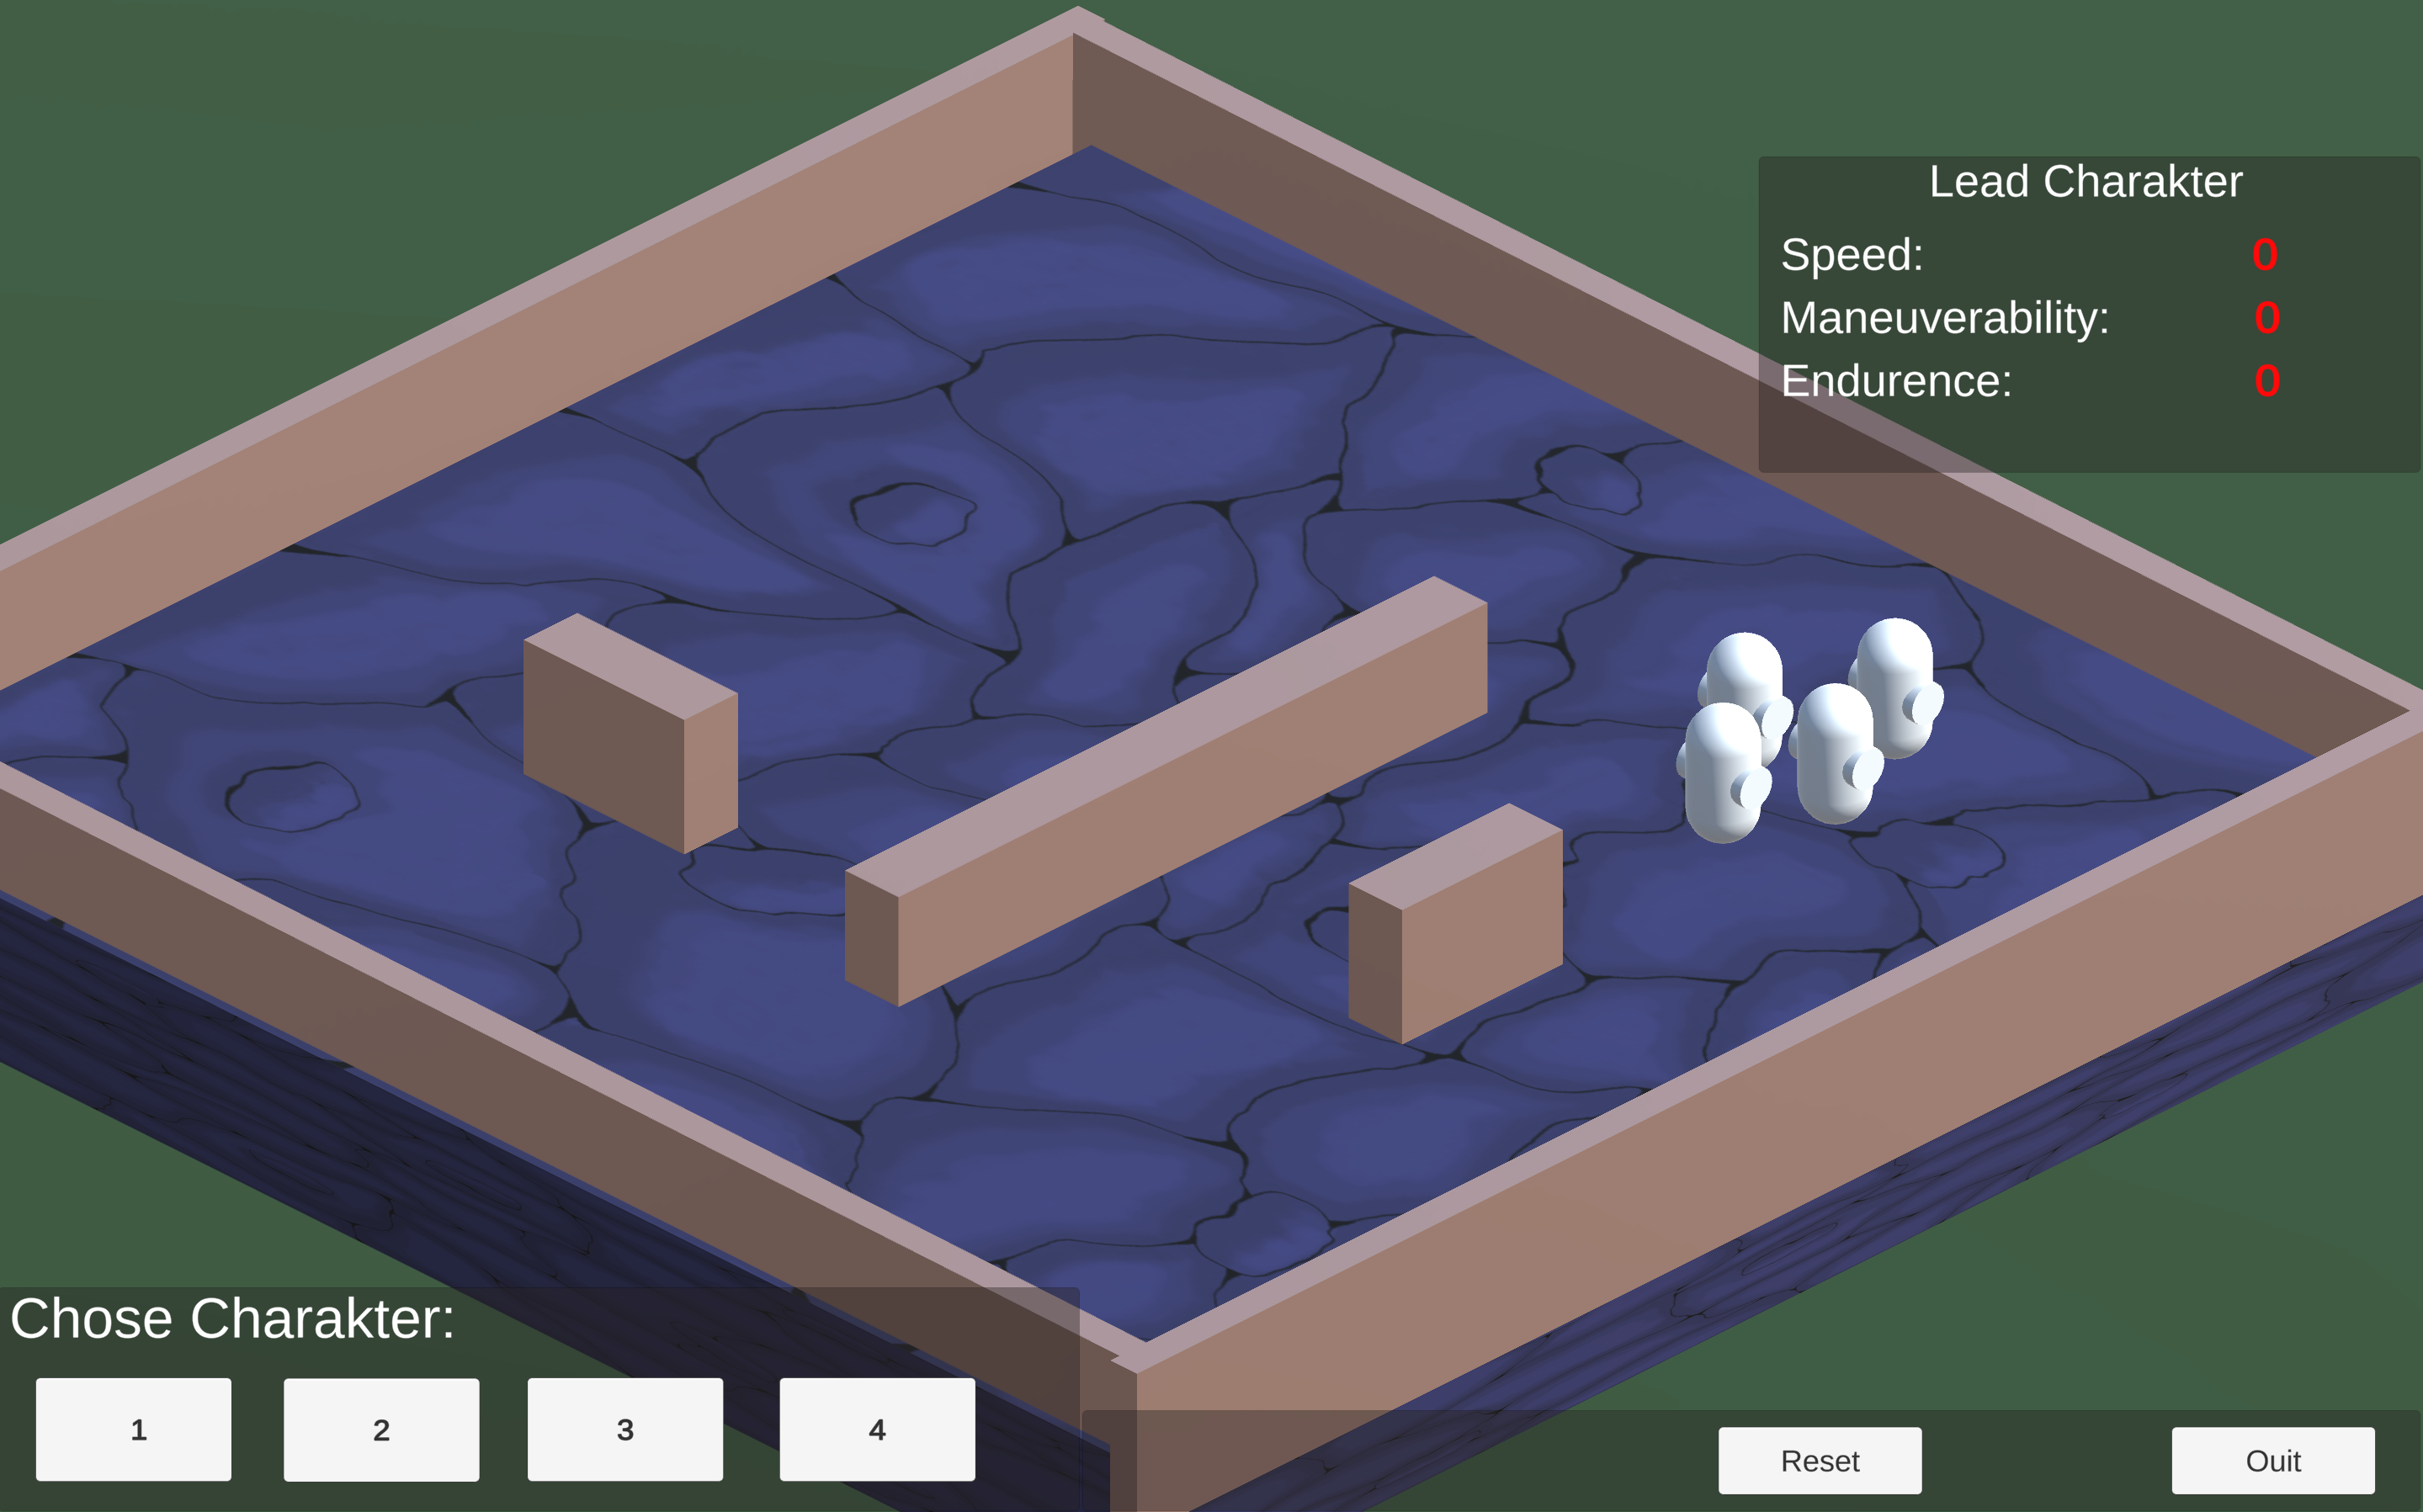 Lead Charakter
Speed: 0
Maneuverability: 0
Endurence: 0
Chose Charakter:
1 2 3 4
Reset Quit